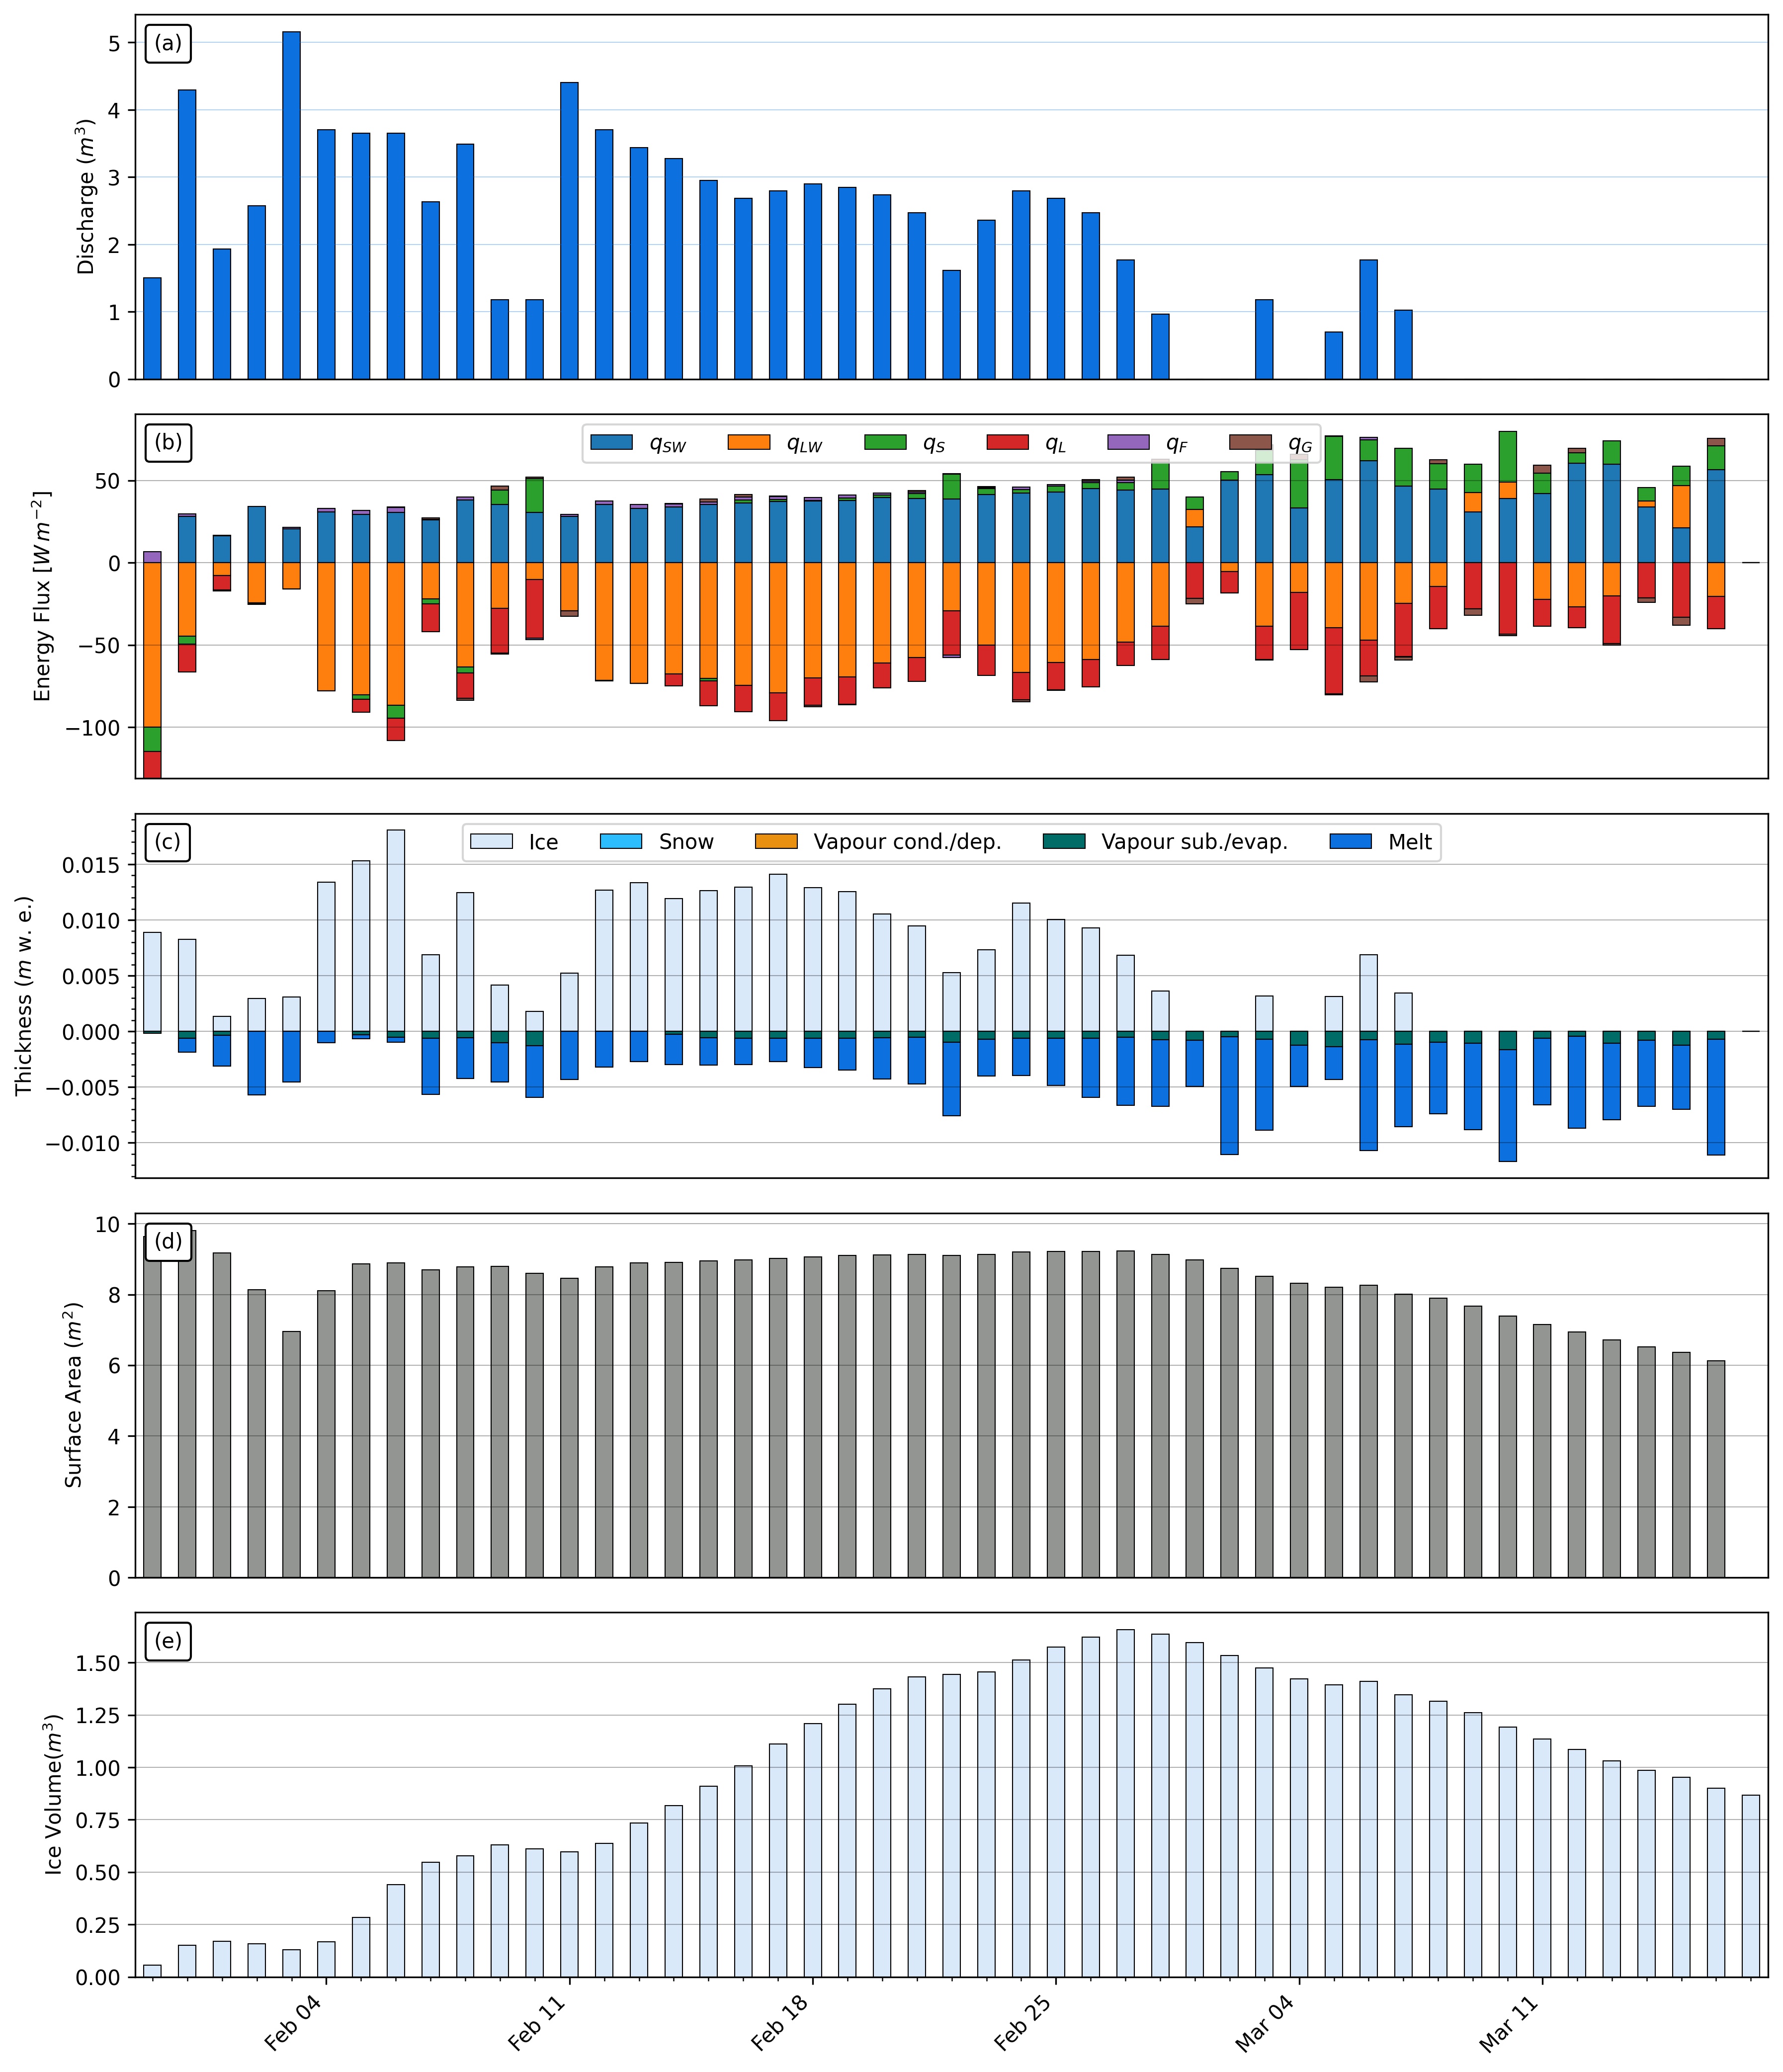 (a)
Discharge (m³)
5
4
3
2
1
0
(b)
q_SW q_LW q_S q_L q_F q_G
Energy Flux [W m⁻²]
50
0
−50
−100
(c)
Ice Snow Vapour cond./dep. Vapour sub./evap. Melt
Thickness (m w. e.)
0.015
0.010
0.005
0.000
−0.005
−0.010
(d)
Surface Area (m²)
10
8
6
4
2
0
(e)
Ice Volume(m³)
1.50
1.25
1.00
0.75
0.50
0.25
0.00
Feb 04
Feb 11
Feb 18
Feb 25
Mar 04
Mar 11